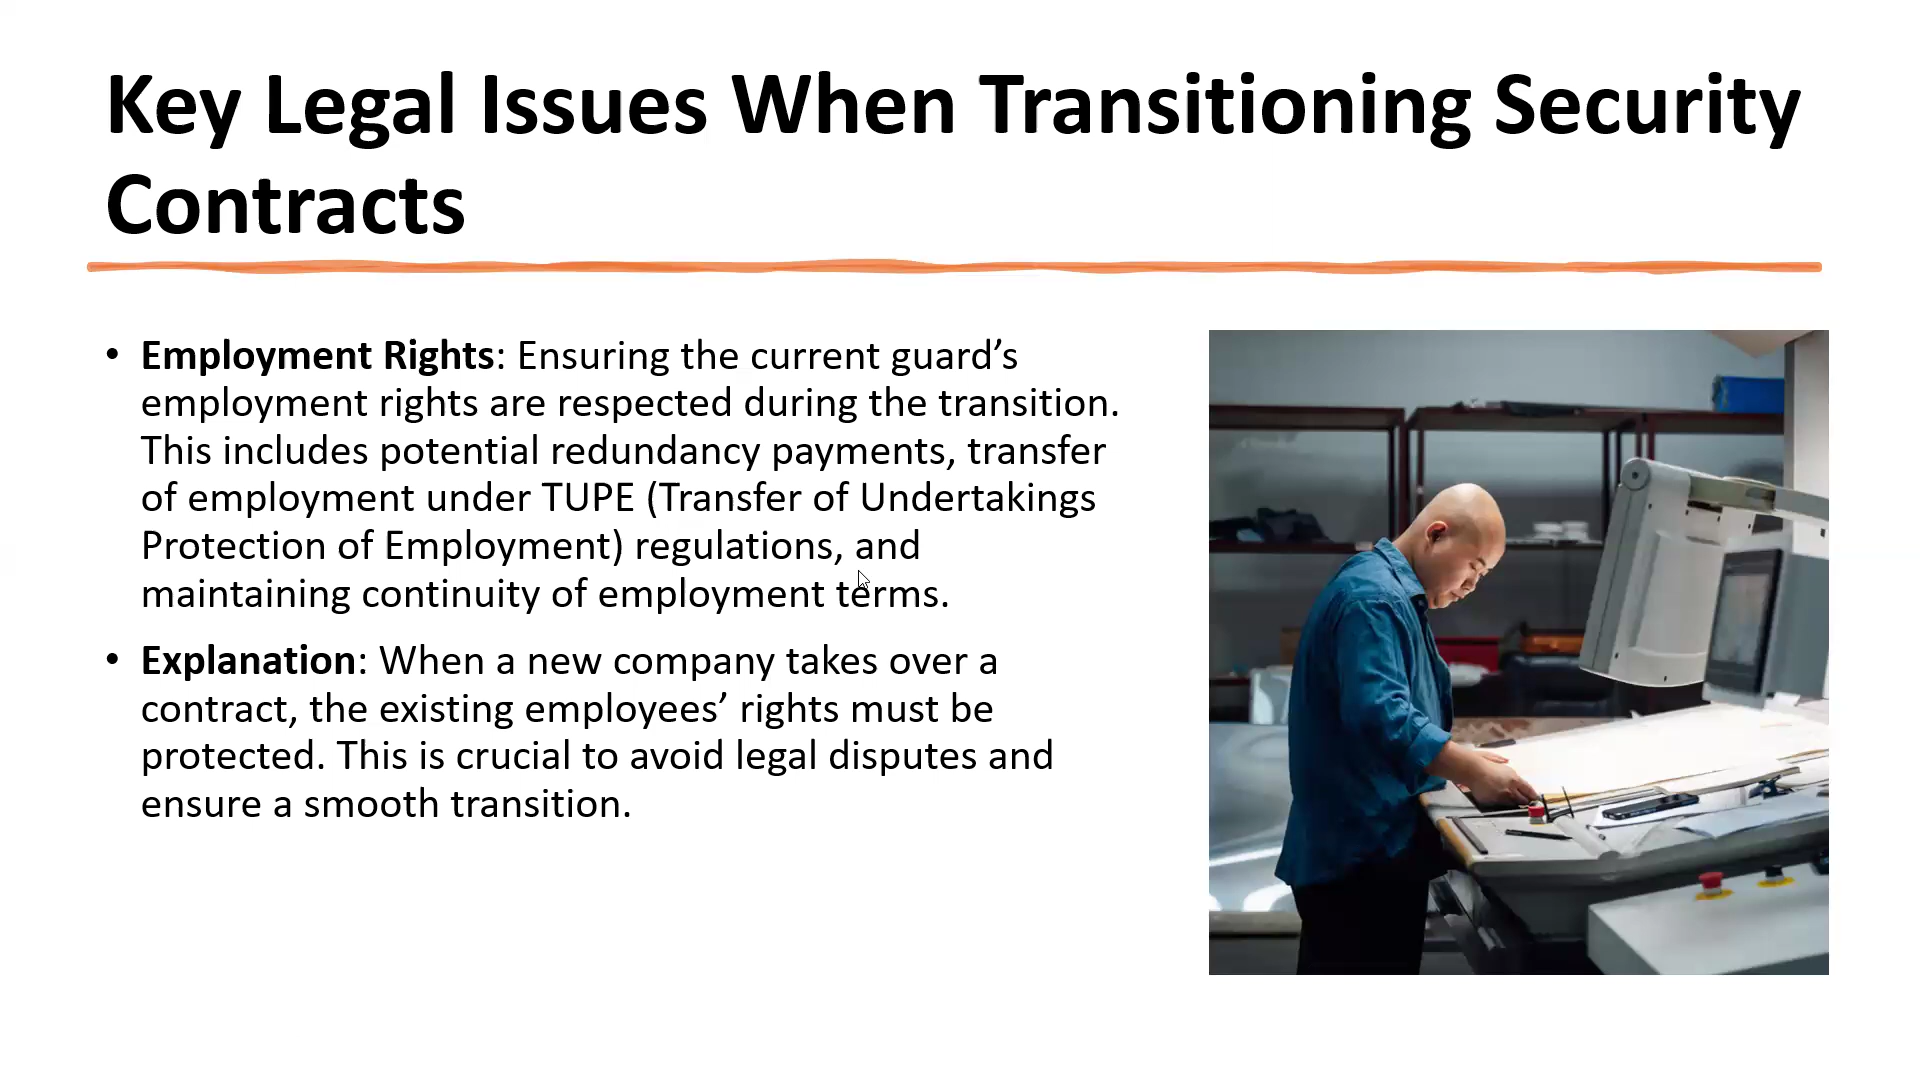 Key Legal Issues When Transitioning Security
Contracts
• Employment Rights: Ensuring the current guard’s
employment rights are respected during the transition.
This includes potential redundancy payments, transfer
of employment under TUPE (Transfer of Undertakings
Protection of Employment) regulations, and
maintaining continuity of employment terms.
• Explanation: When a new company takes over a
contract, the existing employees’ rights must be
protected. This is crucial to avoid legal disputes and
ensure a smooth transition.